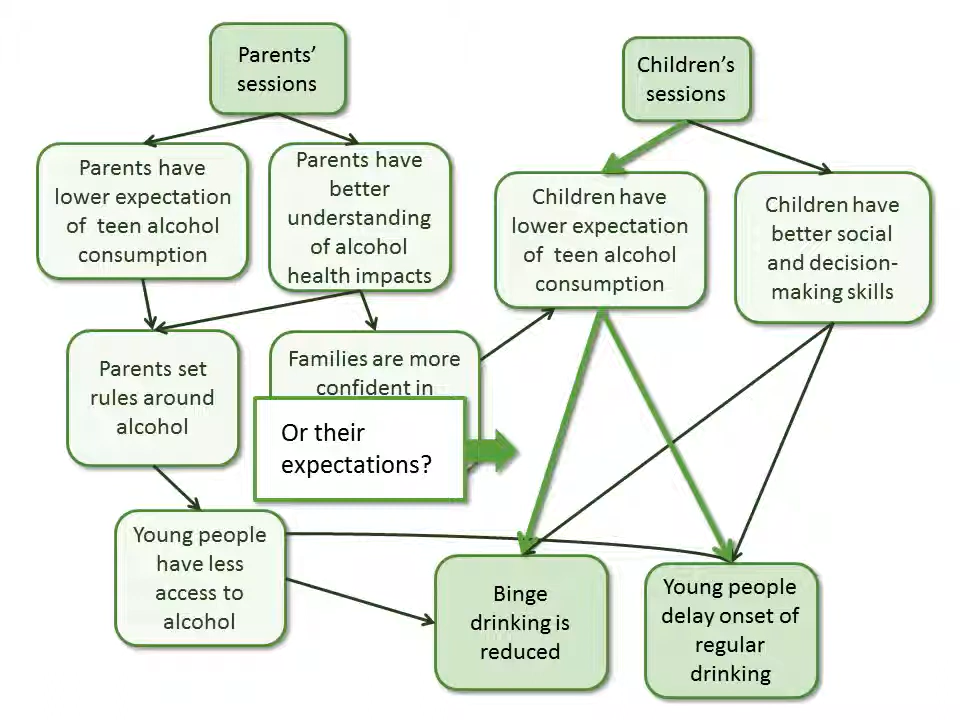 Parents’
sessions
Children’s
sessions
Parents have
lower expectation
of teen alcohol
consumption
Parents have
better
understanding
of alcohol
health impacts
Children have
lower expectation
of teen alcohol
consumption
Children have
better social
and decision-
making skills
Parents set
rules around
alcohol
Families are more
confident in
Or their
expectations?
Young people
have less
access to
alcohol
Binge
drinking is
reduced
Young people
delay onset of
regular
drinking